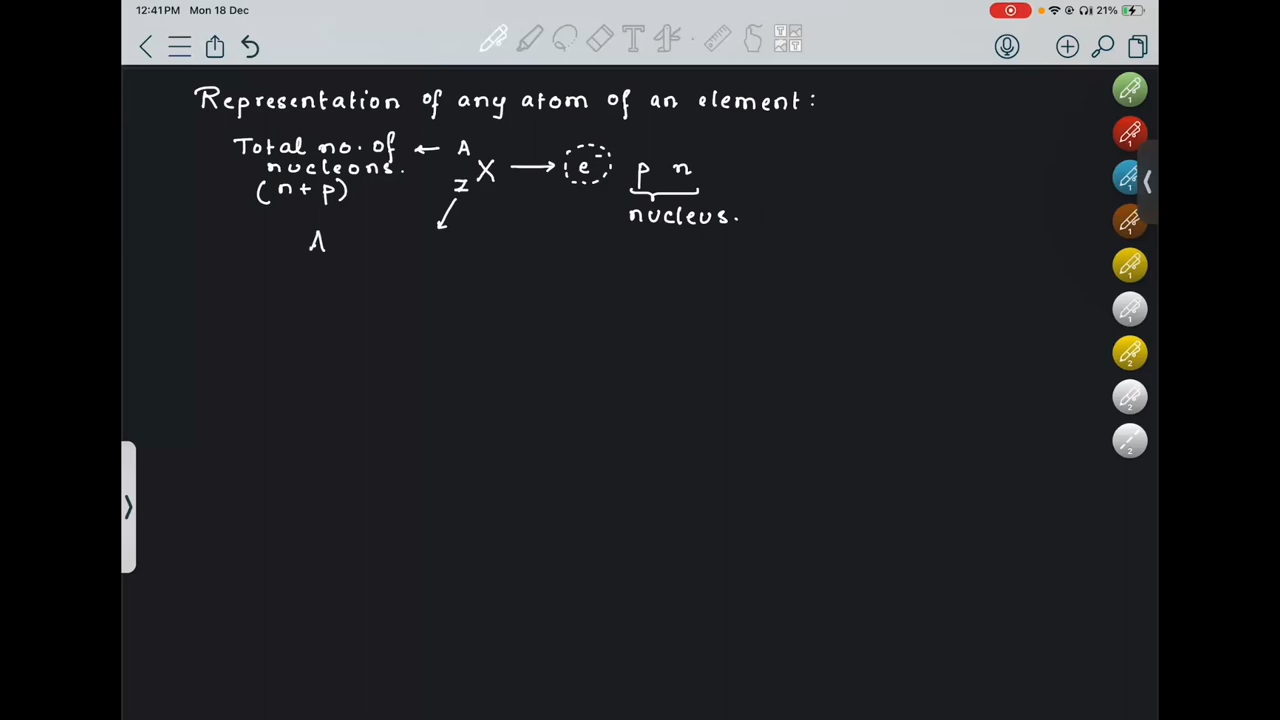 12:41 PM Mon 18 Dec
21%
Representation of any atom of an element:
Total no. of ← A
nucleons.
(n + p)
X → e⁻ p n
Z
nucleus.
A